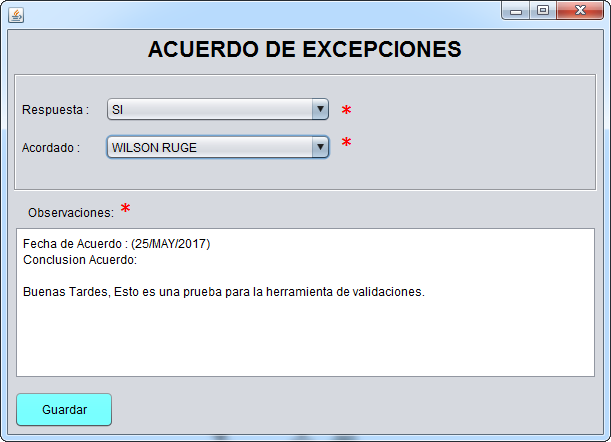 ACUERDO DE EXCEPCIONES
Respuesta : SI *
Acordado : WILSON RUGE *
Observaciones: *
Fecha de Acuerdo : (25/MAY/2017)
Conclusion Acuerdo:
Buenas Tardes, Esto es una prueba para la herramienta de validaciones.
Guardar